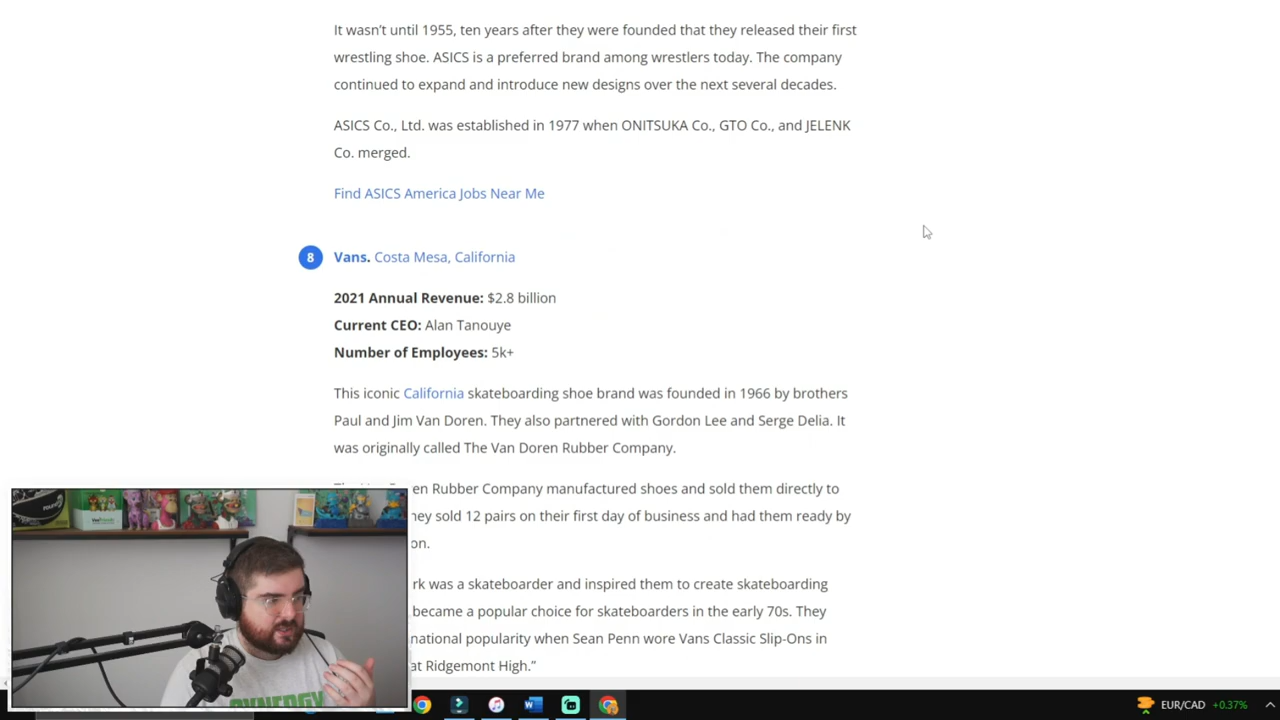 It wasn’t until 1955, ten years after they were founded that they released their first
wrestling shoe. ASICS is a preferred brand among wrestlers today. The company
continued to expand and introduce new designs over the next several decades.
ASICS Co., Ltd. was established in 1977 when ONITSUKA Co., GTO Co., and JELENK
Co. merged.
Find ASICS America Jobs Near Me
8 Vans. Costa Mesa, California
2021 Annual Revenue: $2.8 billion
Current CEO: Alan Tanouye
Number of Employees: 5k+
This iconic California skateboarding shoe brand was founded in 1966 by brothers
Paul and Jim Van Doren. They also partnered with Gordon Lee and Serge Delia. It
was originally called The Van Doren Rubber Company.
en Rubber Company manufactured shoes and sold them directly to
hey sold 12 pairs on their first day of business and had them ready by
on.
rk was a skateboarder and inspired them to create skateboarding
became a popular choice for skateboarders in the early 70s. They
national popularity when Sean Penn wore Vans Classic Slip-Ons in
at Ridgemont High.”
SYNERGY
EUR/CAD +0.37%